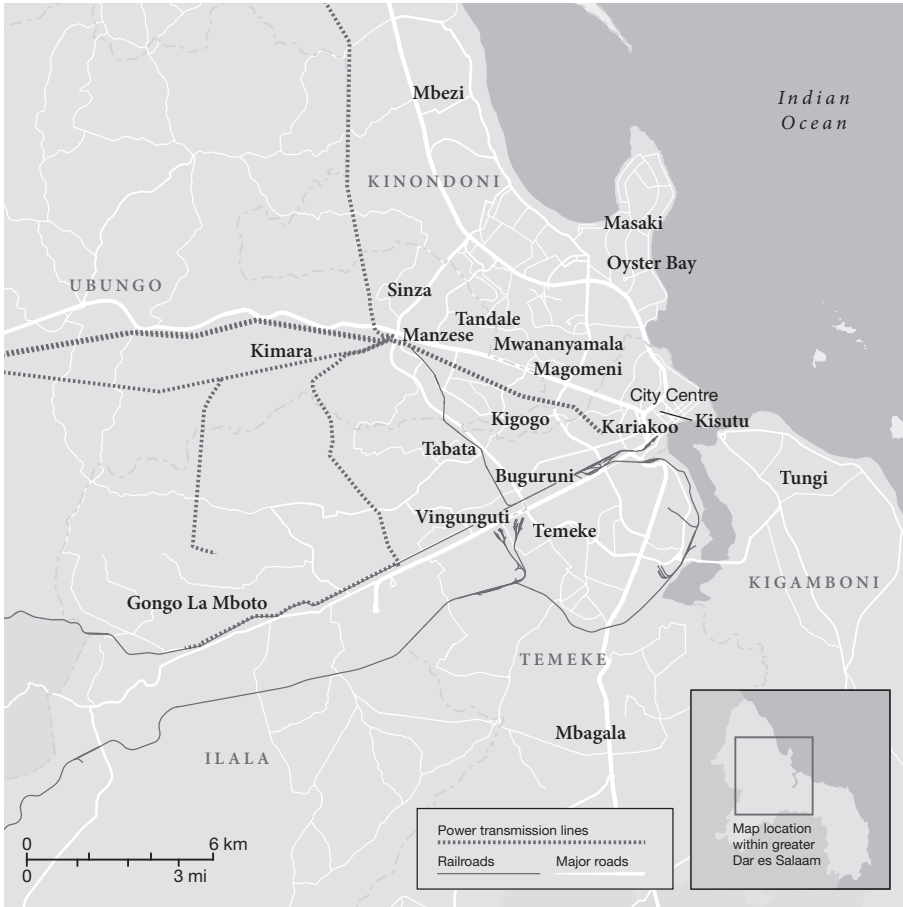 Mbezi
Indian
Ocean
KINONDONI
Masaki
Oyster Bay
UBUNGO
Sinza
Tandale
Manzese
Mwananyamala
Kimara
Magomeni
City Centre
Kigogo
Kariakoo
Kisutu
Tabata
Buguruni
Tungi
Vingunguti
Temeke
KIGAMBONI
Gongo La Mboto
TEMEKE
Mbagala
ILALA
Power transmission lines
Railroads
Major roads
Map location
within greater
Dar es Salaam
0
6 km
0
3 mi